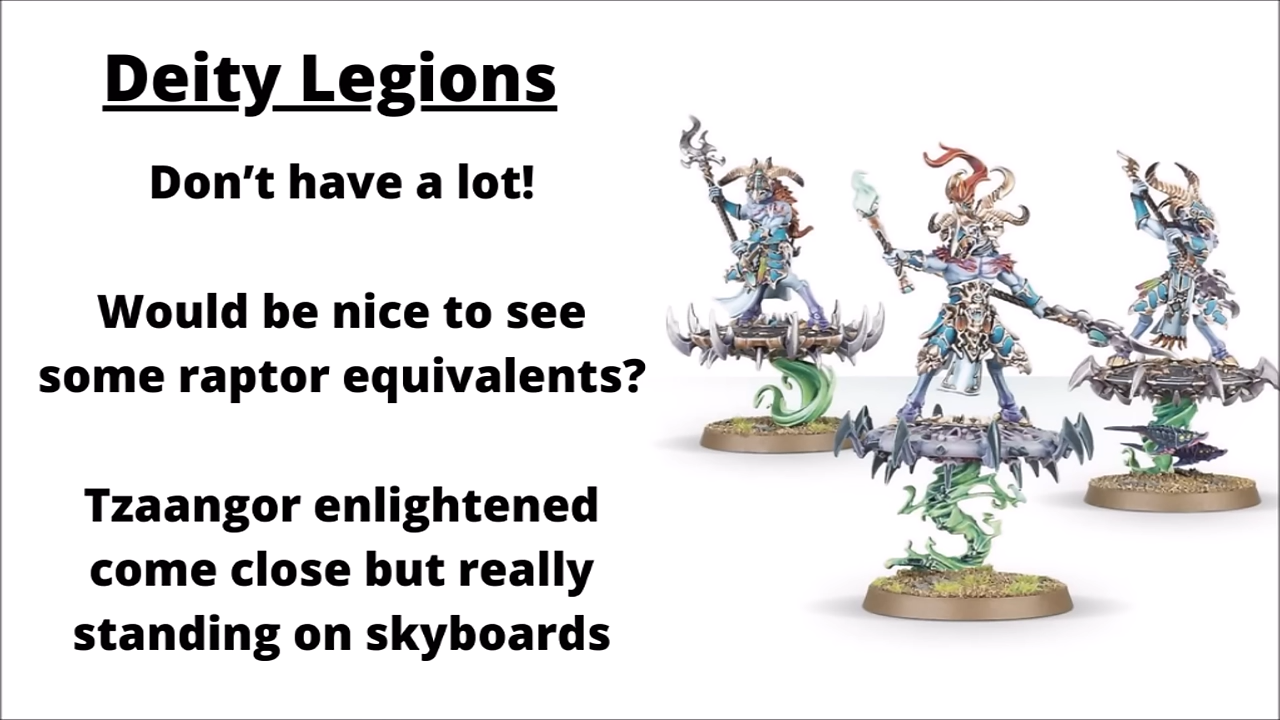 Deity Legions
Don’t have a lot!
Would be nice to see
some raptor equivalents?
Tzaangor enlightened
come close but really
standing on skyboards